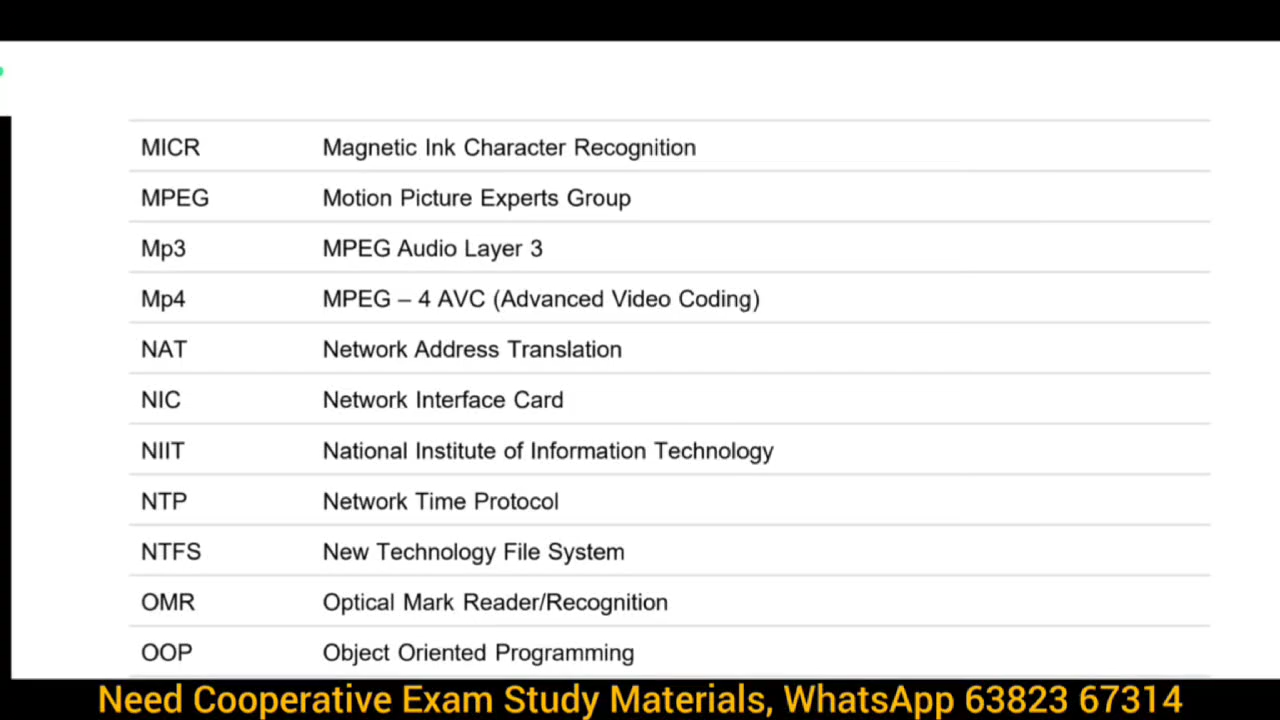 MICR Magnetic Ink Character Recognition
MPEG Motion Picture Experts Group
Mp3 MPEG Audio Layer 3
Mp4 MPEG – 4 AVC (Advanced Video Coding)
NAT Network Address Translation
NIC Network Interface Card
NIIT National Institute of Information Technology
NTP Network Time Protocol
NTFS New Technology File System
OMR Optical Mark Reader/Recognition
OOP Object Oriented Programming
Need Cooperative Exam Study Materials, WhatsApp 63823 67314